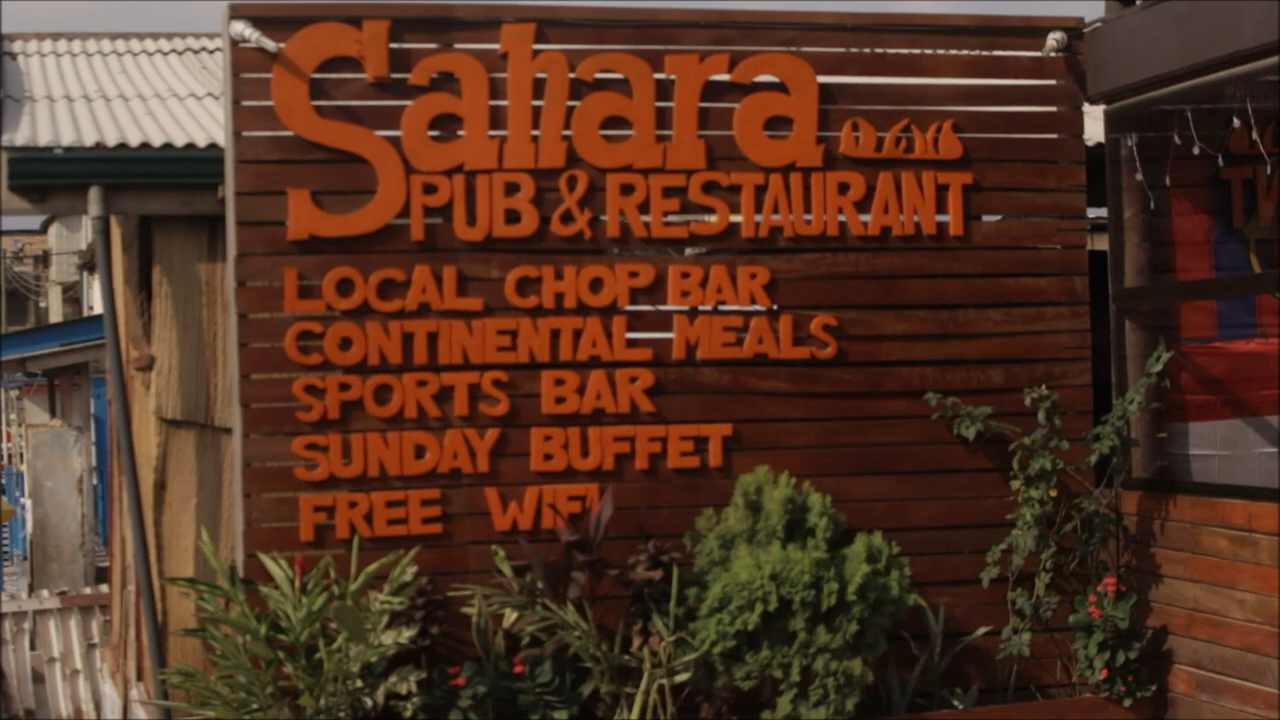 Sahara
PUB & RESTAURANT
LOCAL CHOP BAR
CONTINENTAL MEALS
SPORTS BAR
SUNDAY BUFFET
FREE WIFI